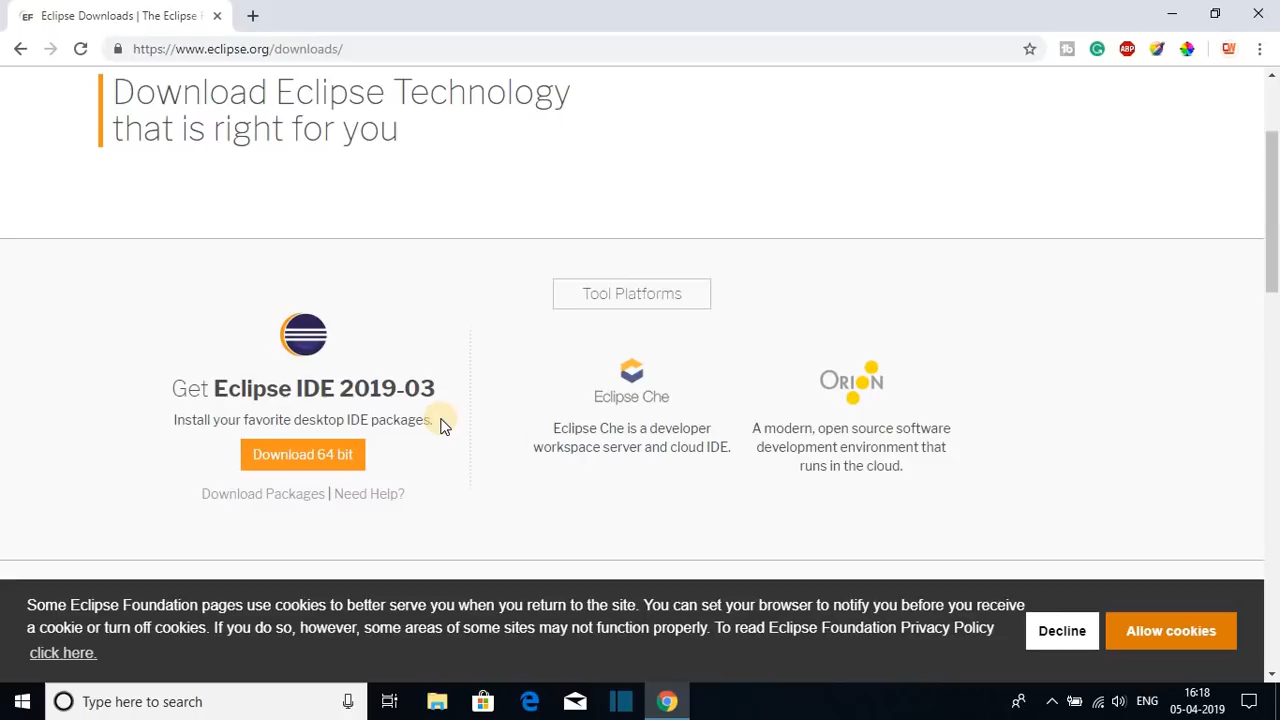 EF Eclipse Downloads | The Eclipse F
https://www.eclipse.org/downloads/
ABP
Download Eclipse Technology
that is right for you
Tool Platforms
Get Eclipse IDE 2019-03
Install your favorite desktop IDE packages.
Download 64 bit
Download Packages | Need Help?
Eclipse Che
Eclipse Che is a developer
workspace server and cloud IDE.
ORION
A modern, open source software
development environment that
runs in the cloud.
Some Eclipse Foundation pages use cookies to better serve you when you return to the site. You can set your browser to notify you before you receive
a cookie or turn off cookies. If you do so, however, some areas of some sites may not function properly. To read Eclipse Foundation Privacy Policy
click here.
Decline
Allow cookies
Type here to search
ENG
16:18
05-04-2019